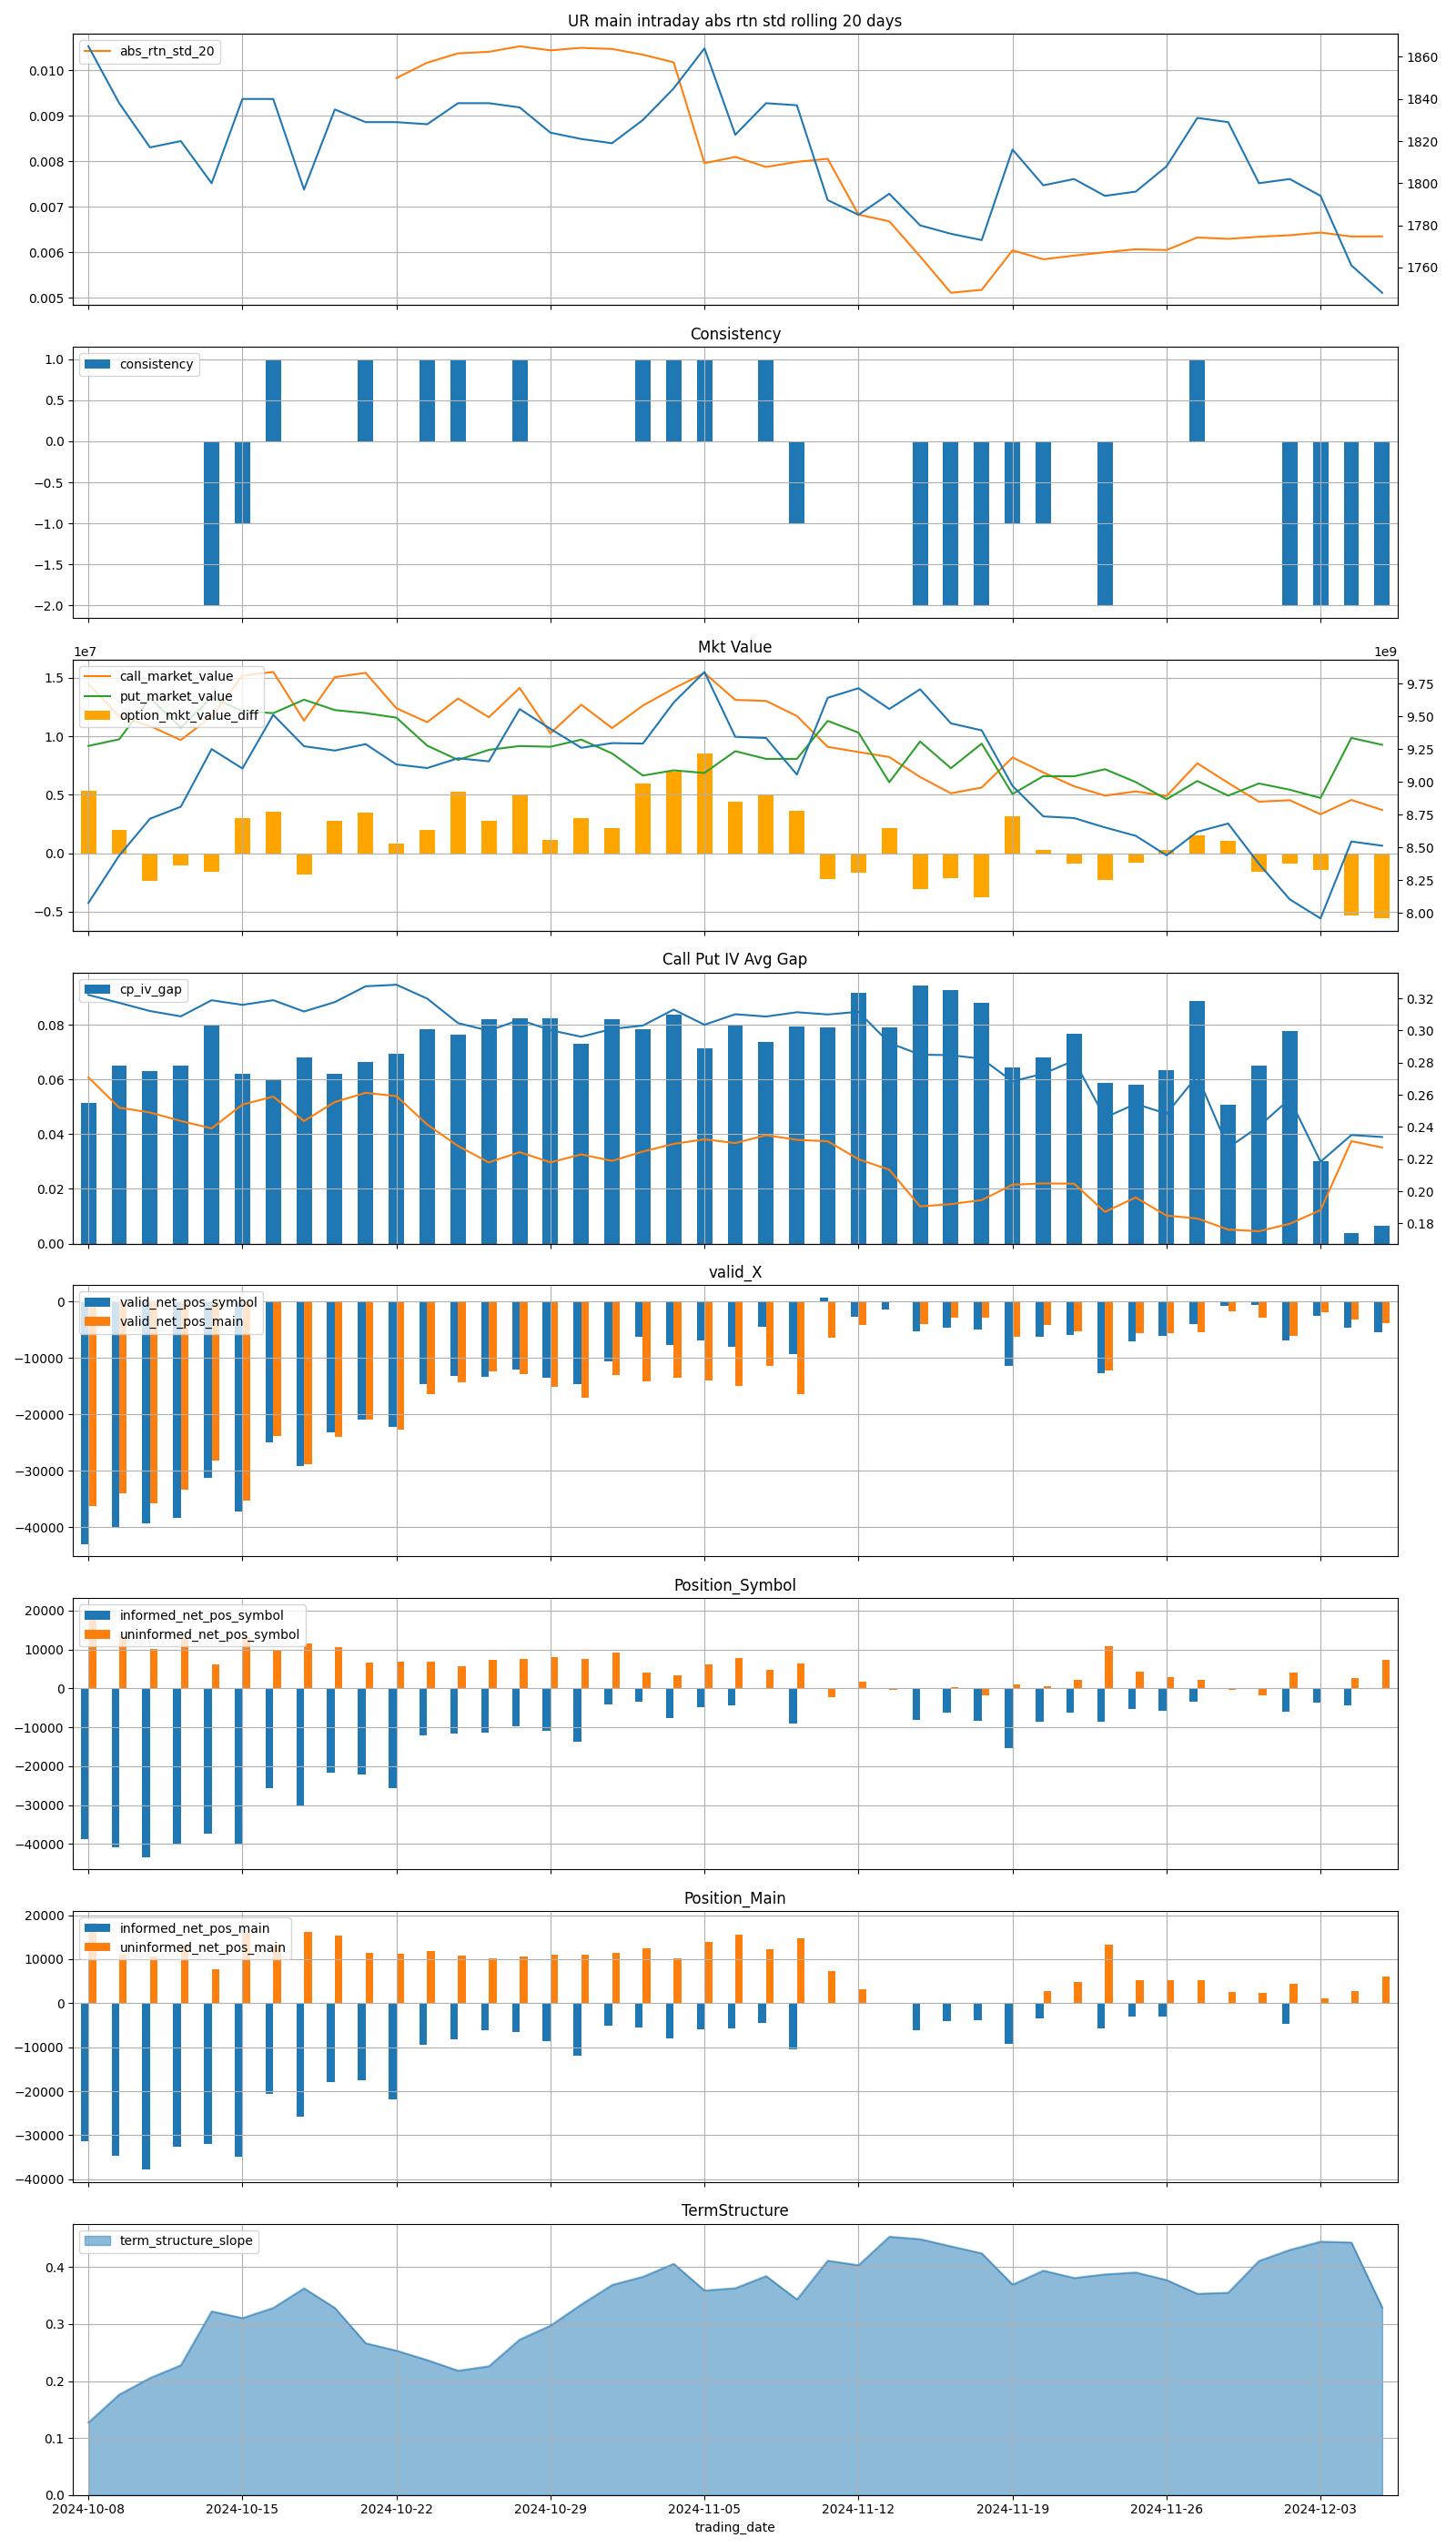 UR main intraday abs rtn std rolling 20 days
abs_rtn_std_20
0.010
0.009
0.008
0.007
0.006
0.005
1860
1840
1820
1800
1780
1760
Consistency
consistency
1.0
0.5
0.0
−0.5
−1.0
−1.5
−2.0
Mkt Value
1e7
1e9
call_market_value
put_market_value
option_mkt_value_diff
1.5
1.0
0.5
0.0
−0.5
9.75
9.50
9.25
9.00
8.75
8.50
8.25
8.00
Call Put IV Avg Gap
cp_iv_gap
0.08
0.06
0.04
0.02
0.00
0.32
0.30
0.28
0.26
0.24
0.22
0.20
0.18
valid_X
valid_net_pos_symbol
valid_net_pos_main
0
−10000
−20000
−30000
−40000
Position_Symbol
informed_net_pos_symbol
uninformed_net_pos_symbol
20000
10000
0
−10000
−20000
−30000
−40000
Position_Main
informed_net_pos_main
uninformed_net_pos_main
20000
10000
0
−10000
−20000
−30000
−40000
TermStructure
term_structure_slope
0.4
0.3
0.2
0.1
0.0
2024-10-08 2024-10-15 2024-10-22 2024-10-29 2024-11-05 2024-11-12 2024-11-19 2024-11-26 2024-12-03
trading_date